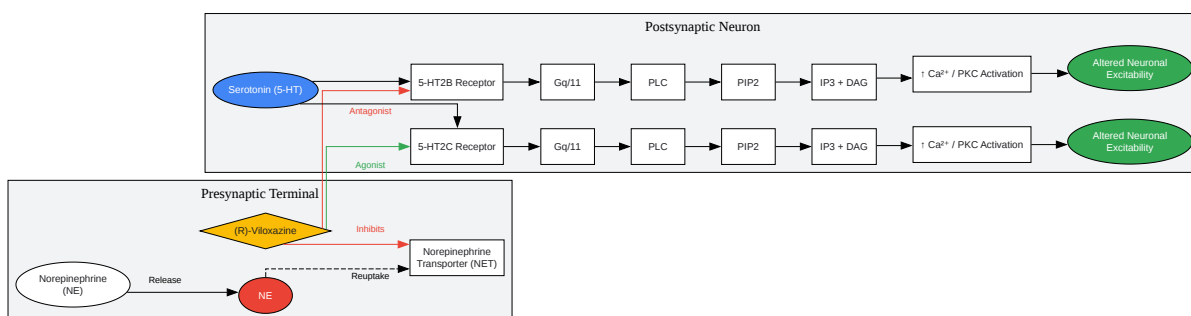 Postsynaptic Neuron
Serotonin (5-HT)
5-HT2B Receptor
Gq/11
PLC
PIP2
IP3 + DAG
↑ Ca²⁺ / PKC Activation
Altered Neuronal
Excitability
Antagonist
5-HT2C Receptor
Gq/11
PLC
PIP2
IP3 + DAG
↑ Ca²⁺ / PKC Activation
Altered Neuronal
Excitability
Agonist
Presynaptic Terminal
(R)-Viloxazine
Inhibits
Norepinephrine
Transporter (NET)
Norepinephrine
(NE)
Release
NE
Reuptake